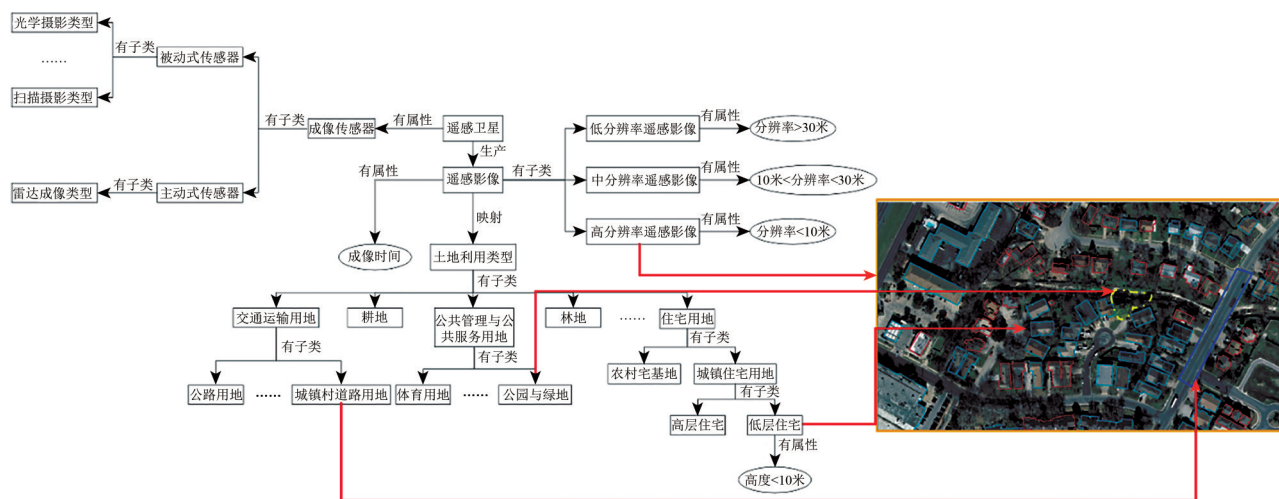 光学摄影类型
有子类
……
被动式传感器
扫描摄影类型
有子类
成像传感器
有属性
遥感卫星
雷达成像类型
有子类
主动式传感器
生产
有属性
遥感影像
有子类
低分辨率遥感影像
有属性
分辨率>30米
中分辨率遥感影像
有属性
10米<分辨率<30米
高分辨率遥感影像
有属性
分辨率<10米
映射
成像时间
土地利用类型
有子类
交通运输用地
耕地
公共管理与公
共服务用地
林地
……
住宅用地
有子类
有子类
有子类
公路用地
……
城镇村道路用地
体育用地
……
公园与绿地
农村宅基地
城镇住宅用地
有子类
高层住宅
低层住宅
有属性
高度<10米